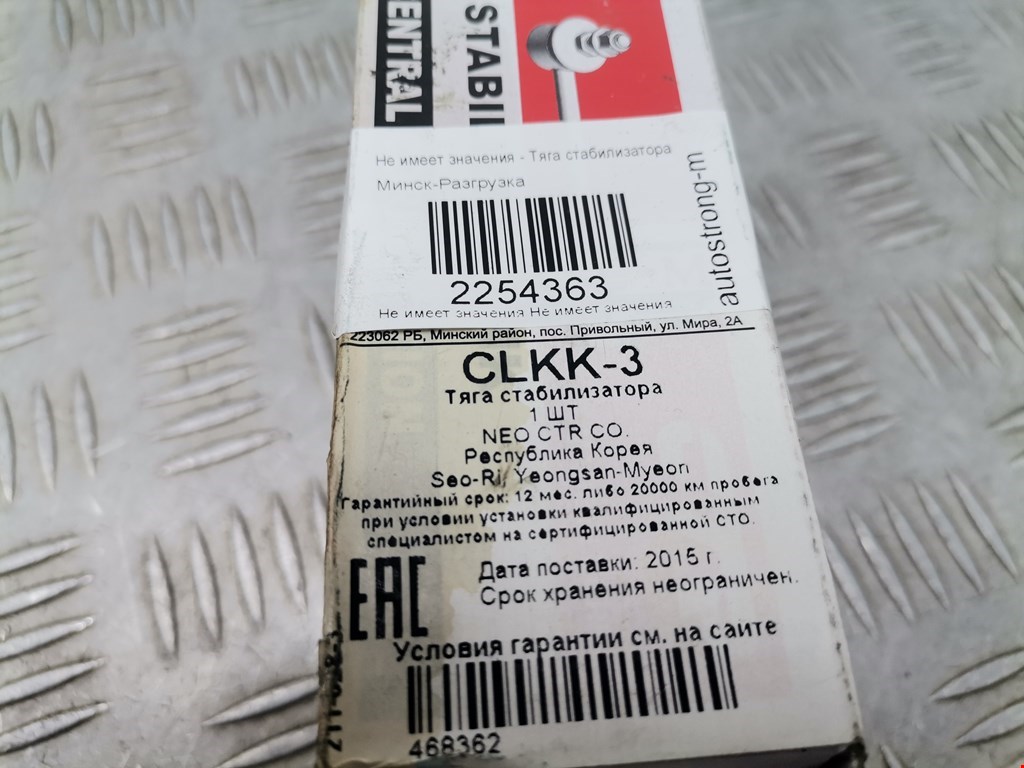 ENTRAL
STABIL
Не имеет значения - Тяга стабилизатора
Минск-Разгрузка
2254363
Не имеет значения Не имеет значения
autostrong-m
223062 РБ, Минский район, пос. Привольный, ул. Мира, 2А
CLKK-3
Тяга стабилизатора
1 ШТ
NEO CTR CO.
Республика Корея
Seo-Ri, Yeongsan-Myeon
Гарантийный срок: 12 мес. либо 20000 км пробега
при условии установки квалифицированным
специалистом на сертифицированной СТО.
EAC
Дата поставки: 2015 г.
Срок хранения неограничен.
Условия гарантии см. на сайте
468362